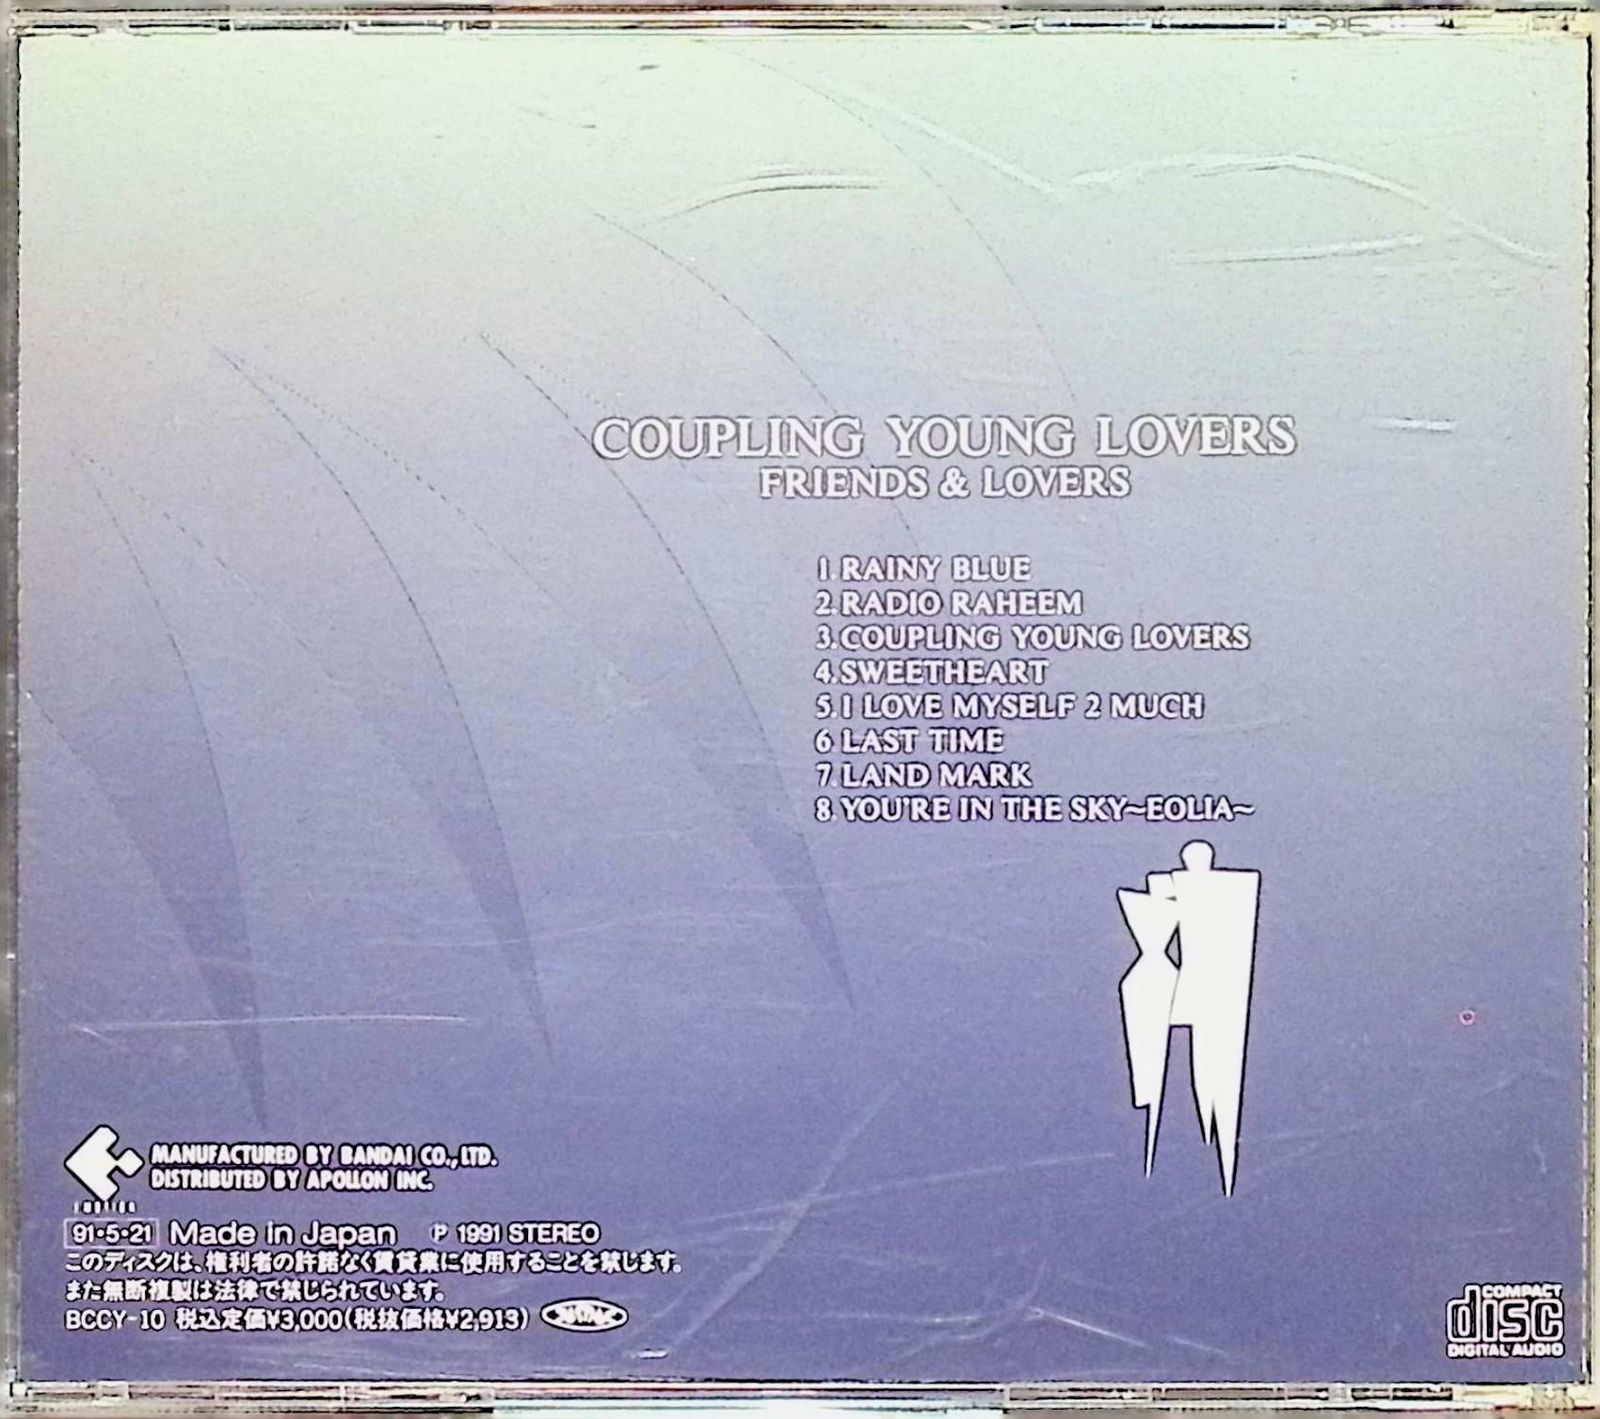 COUPLING YOUNG LOVERS
FRIENDS & LOVERS
1. RAINY BLUE
2. RADIO RAHEEM
3. COUPLING YOUNG LOVERS
4. SWEETHEART
5. I LOVE MYSELF 2 MUCH
6 LAST TIME
7. LAND MARK
8. YOU'RE IN THE SKY~EOLIA~
MANUFACTURED BY BANDAI CO., LTD.
DISTRIBUTED BY APOLLON INC.
91・5・21 Made in Japan Ⓟ 1991 STEREO
このディスクは、権利者の許諾なく賃貸業に使用することを禁じます。
また無断複製は法律で禁じられています。
BCCY-10 税込定価¥3,000(税抜価格¥2,913)
COMPACT
disc
DIGITAL AUDIO